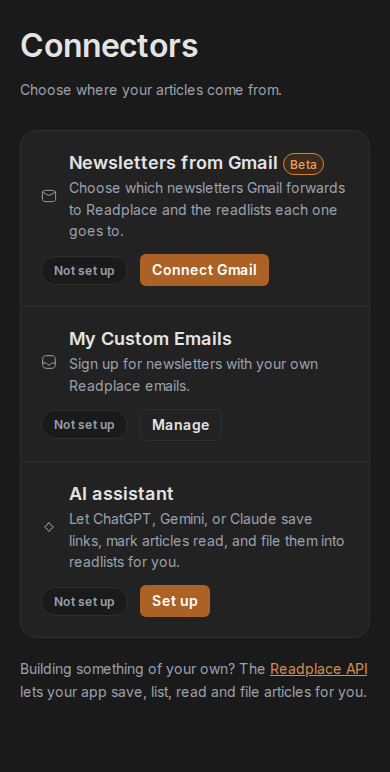 Connectors
Choose where your articles come from.
Newsletters from Gmail Beta
Choose which newsletters Gmail forwards
to Readplace and the readlists each one
goes to.
Not set up Connect Gmail
My Custom Emails
Sign up for newsletters with your own
Readplace emails.
Not set up Manage
AI assistant
Let ChatGPT, Gemini, or Claude save
links, mark articles read, and file them into
readlists for you.
Not set up Set up
Building something of your own? The Readplace API
lets your app save, list, read and file articles for you.